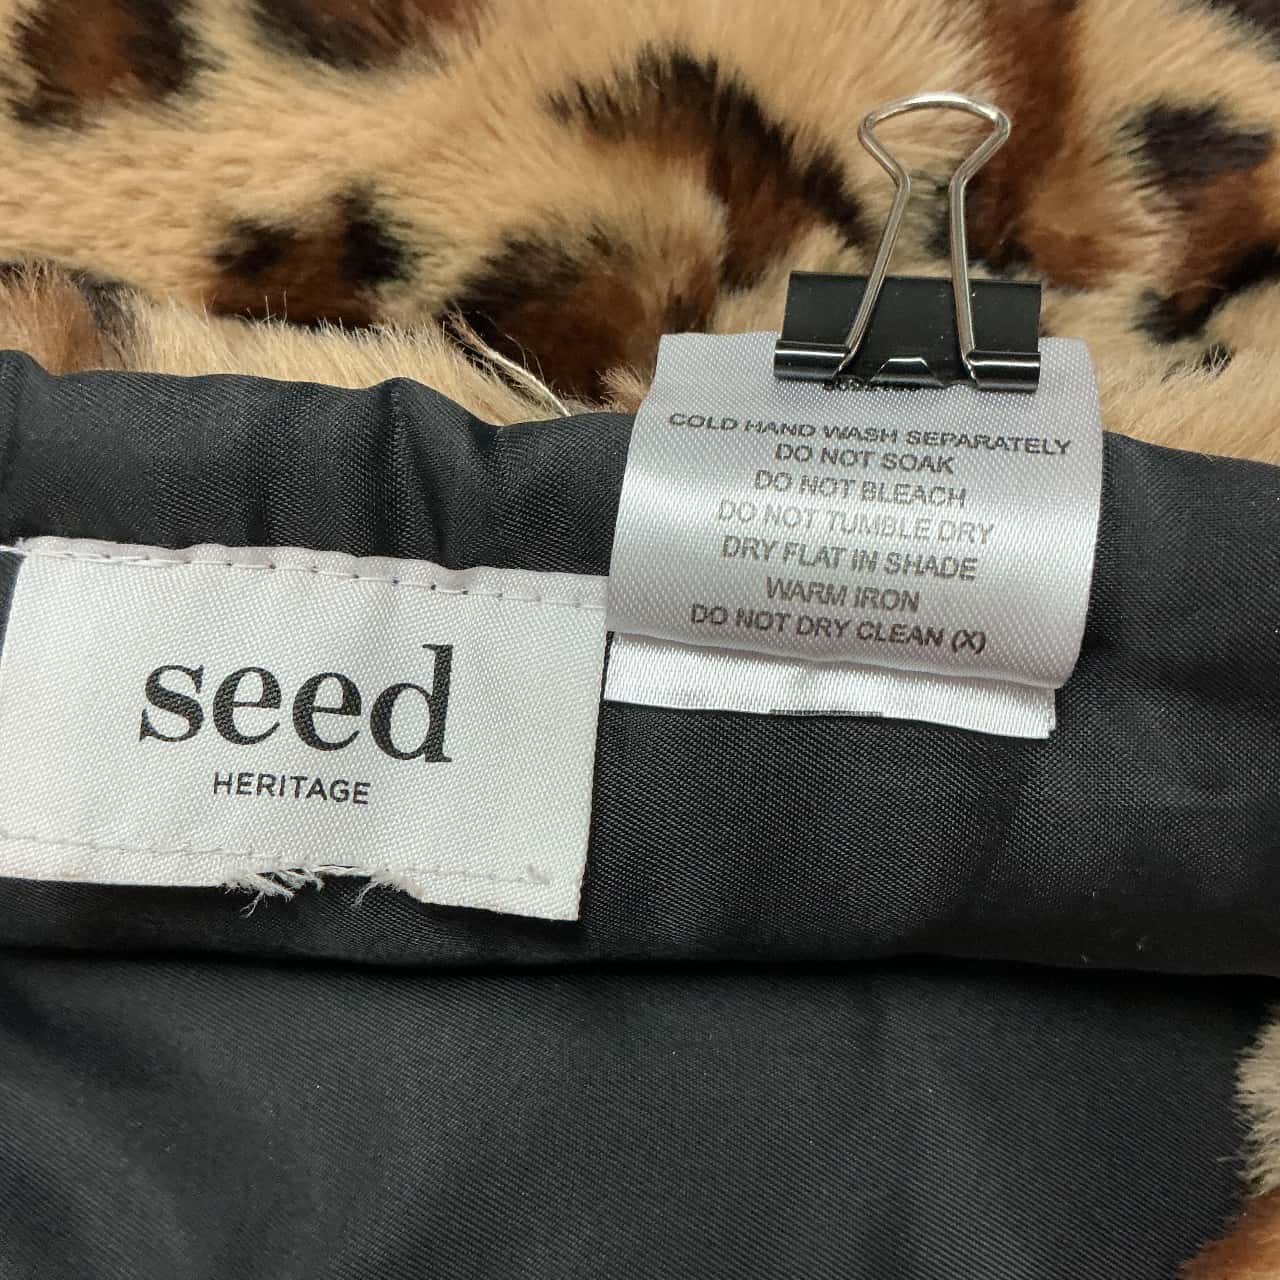 COLD HAND WASH SEPARATELY
DO NOT SOAK
DO NOT BLEACH
DO NOT TUMBLE DRY
DRY FLAT IN SHADE
WARM IRON
DO NOT DRY CLEAN (X)
seed
HERITAGE